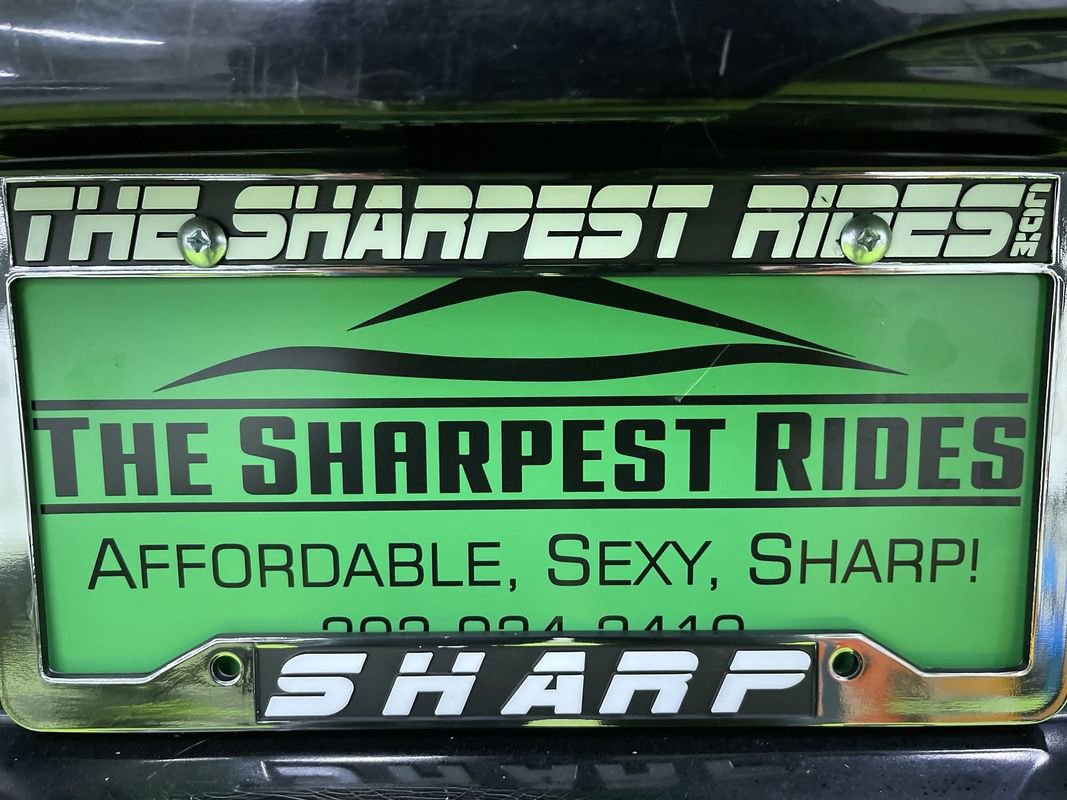 THE SHARPEST RIDES.COM
THE SHARPEST RIDES
AFFORDABLE, SEXY, SHARP!
SHARP